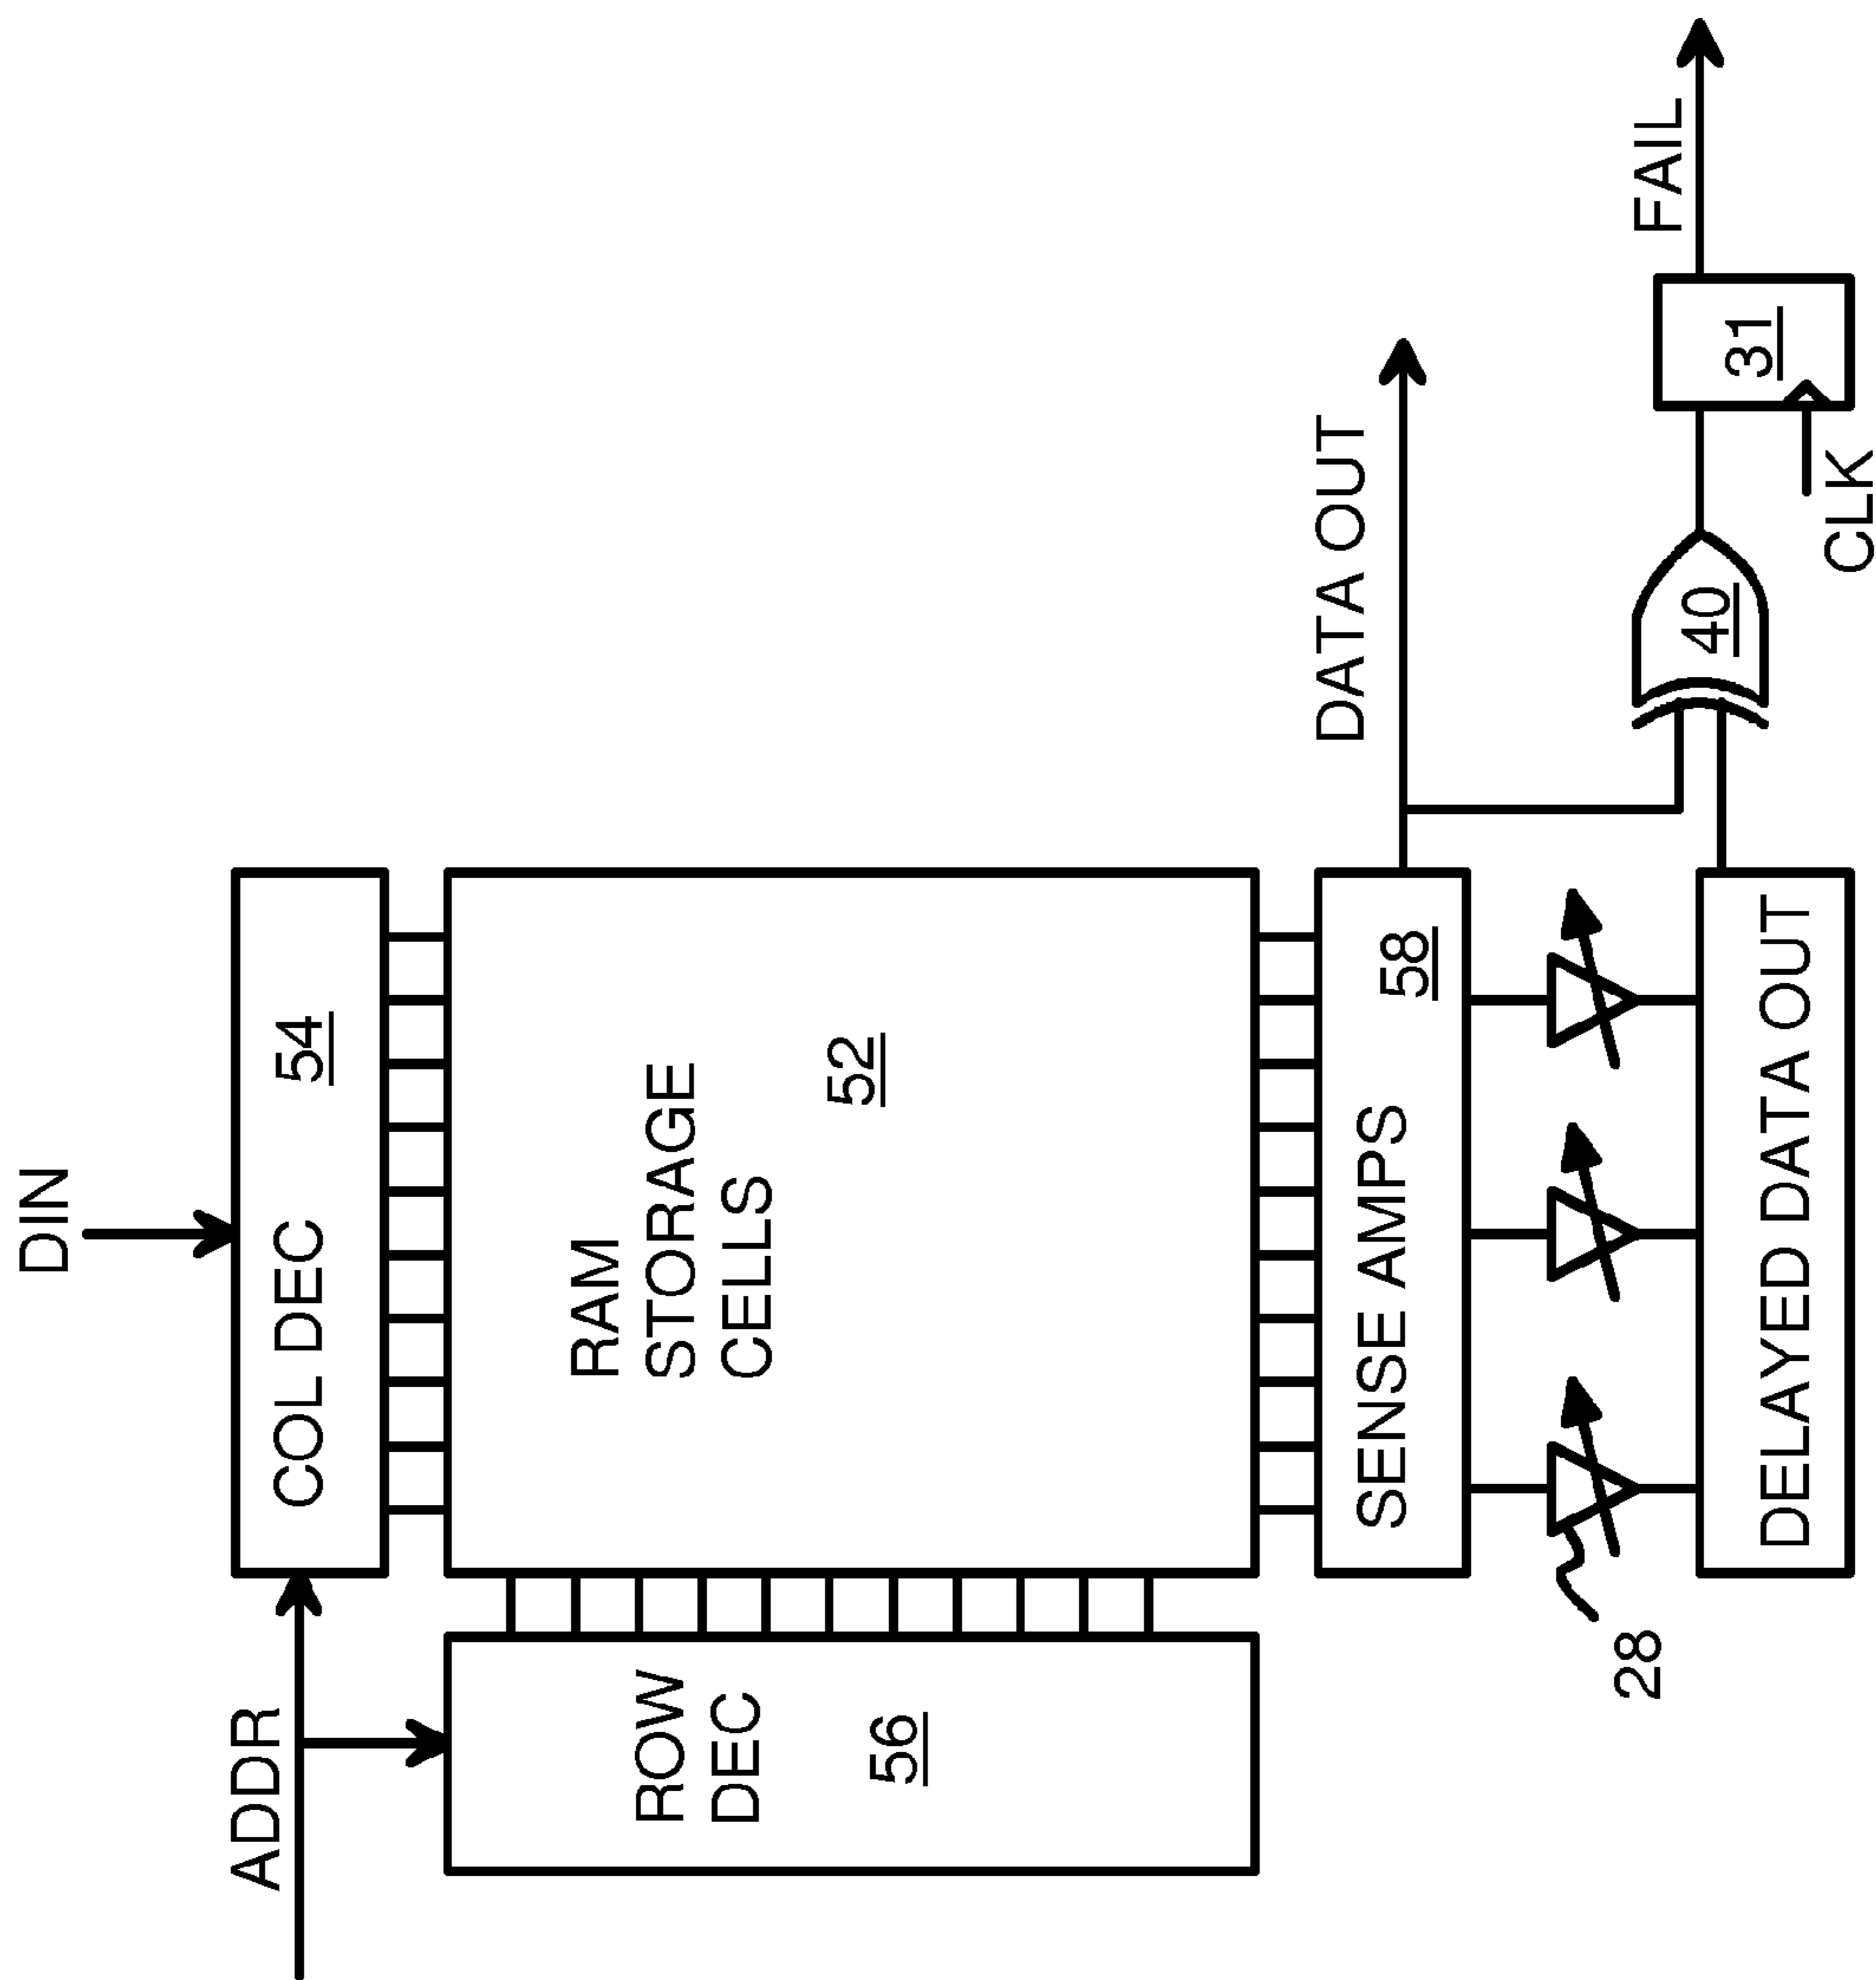 DIN
ADDR
COL DEC 54
ROW
DEC
56
RAM
STORAGE
CELLS
52
SENSE AMPS 58
DATA OUT
28
DELAYED DATA OUT
40
CLK
31
FAIL